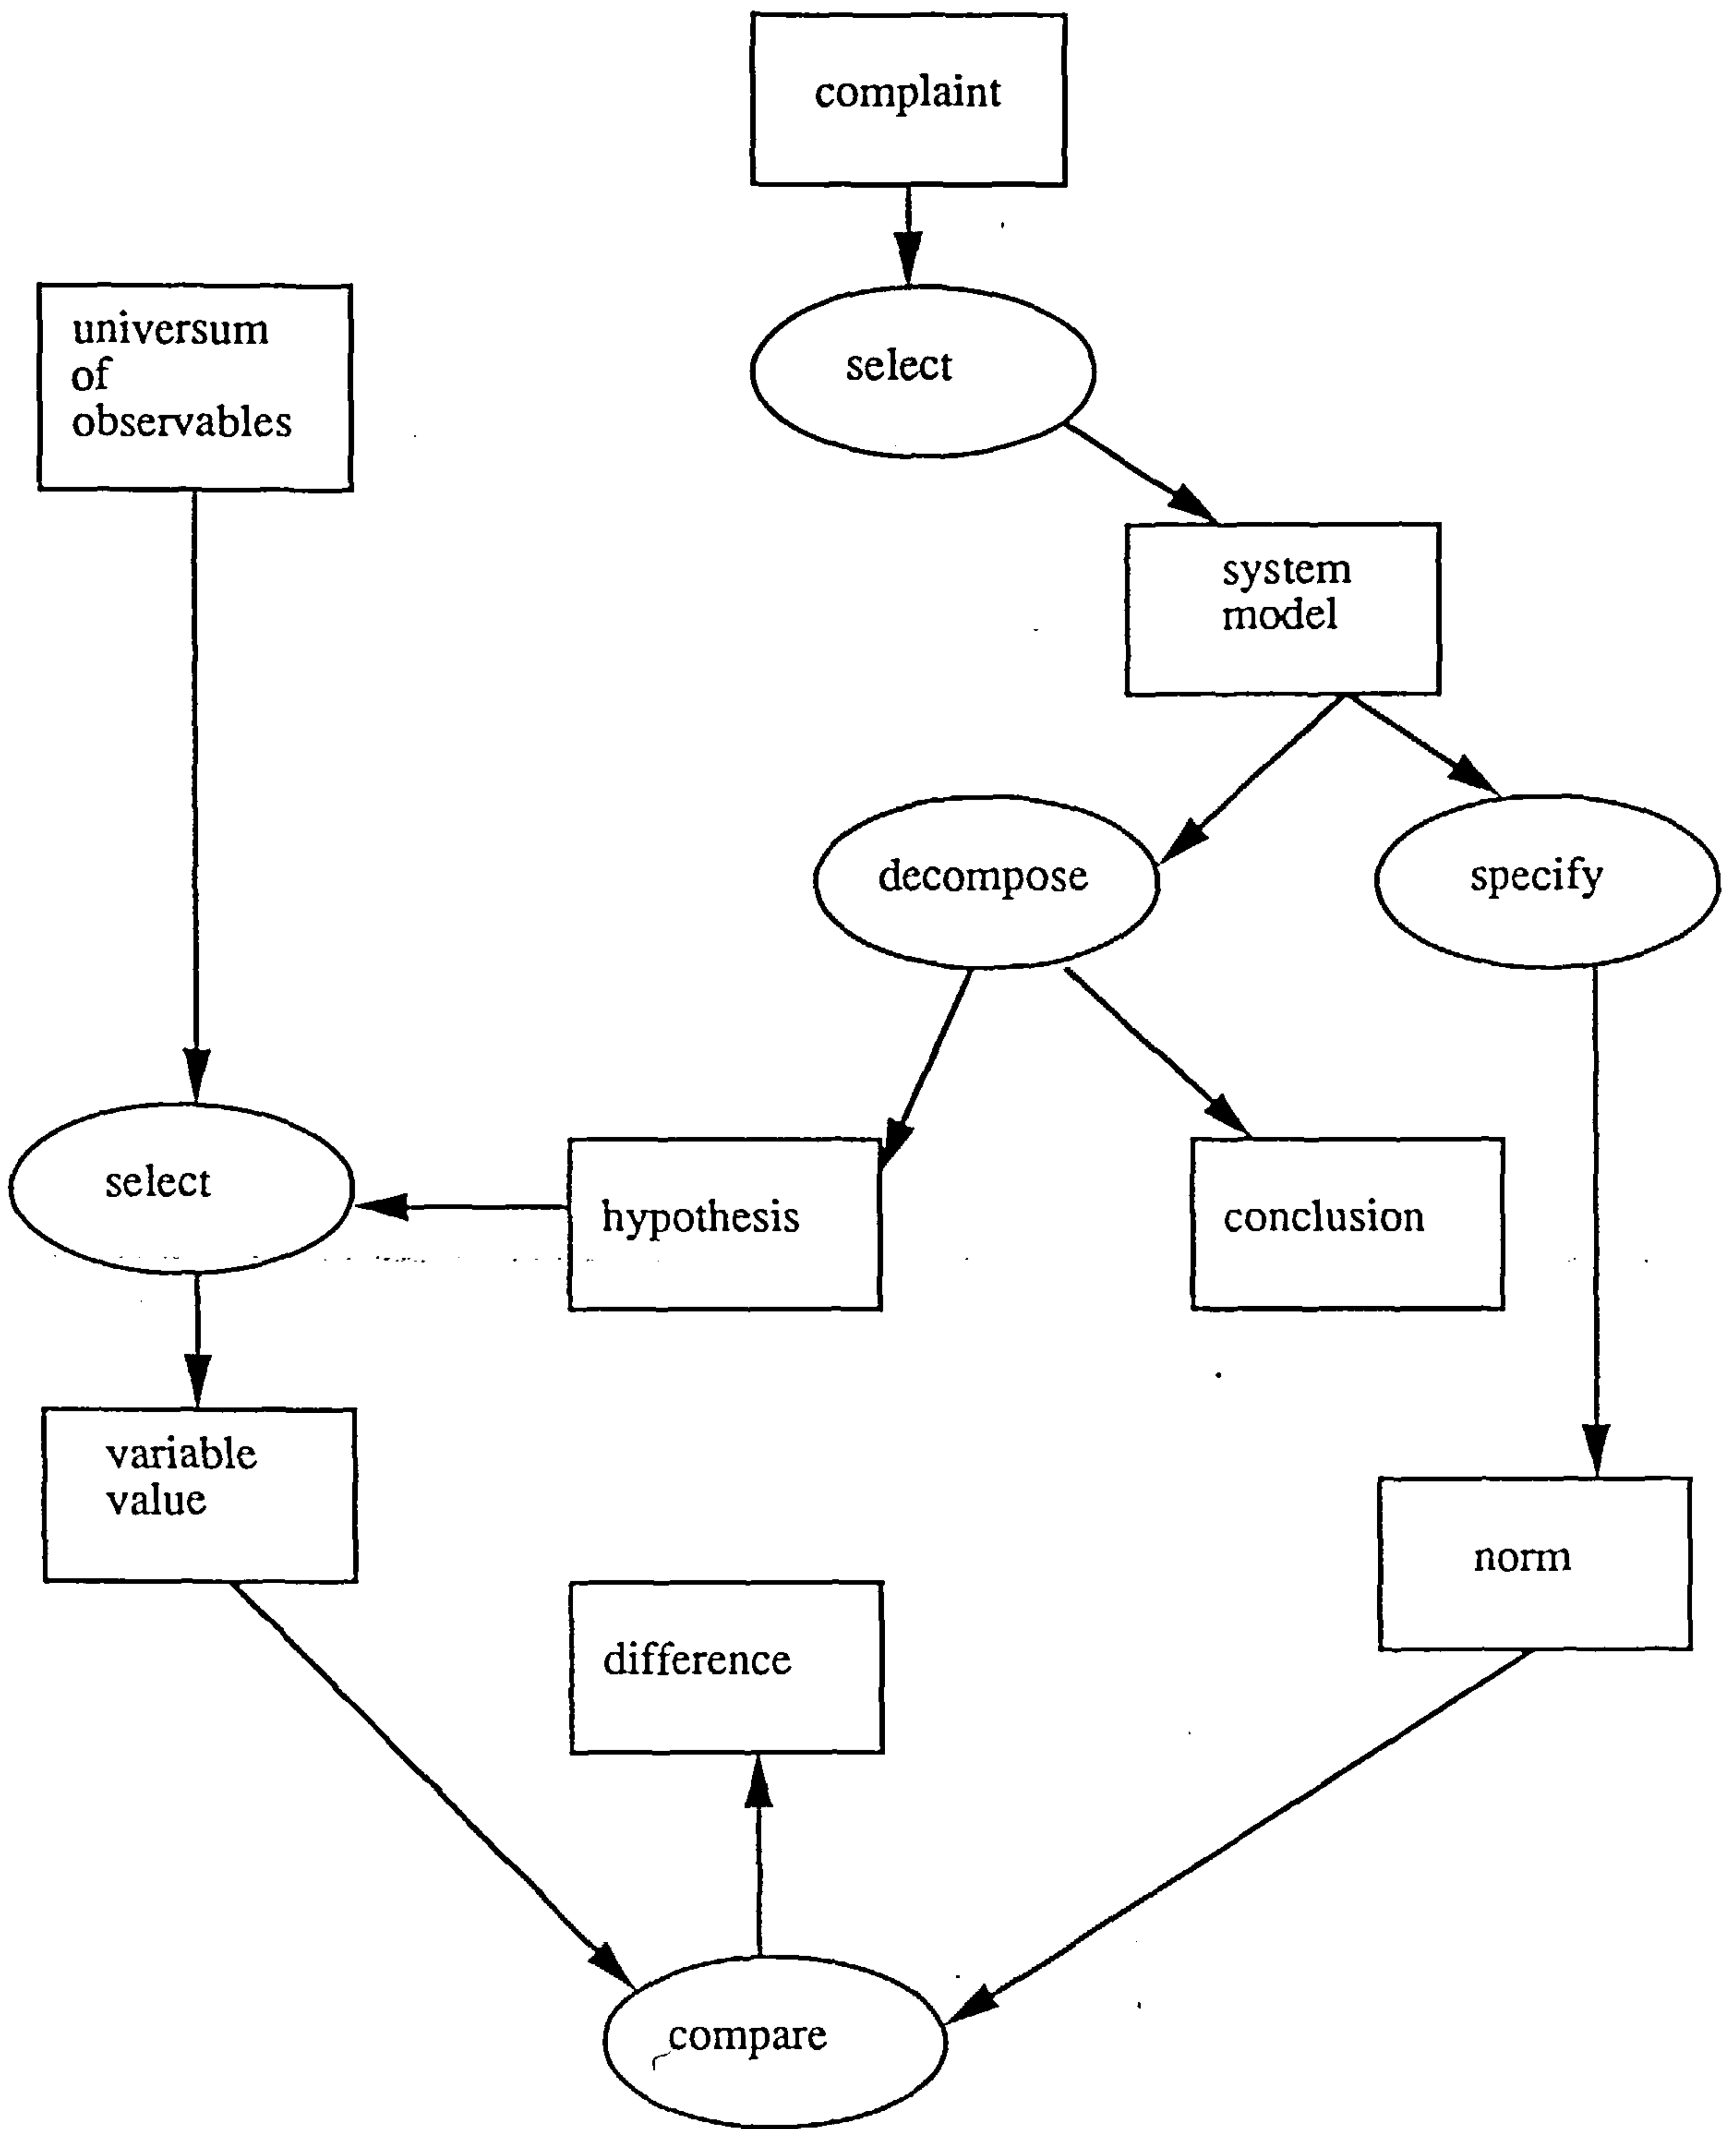 complaint
universum
of
observables
select
system
model
decompose
specify
select
hypothesis
conclusion
variable
value
norm
difference
compare